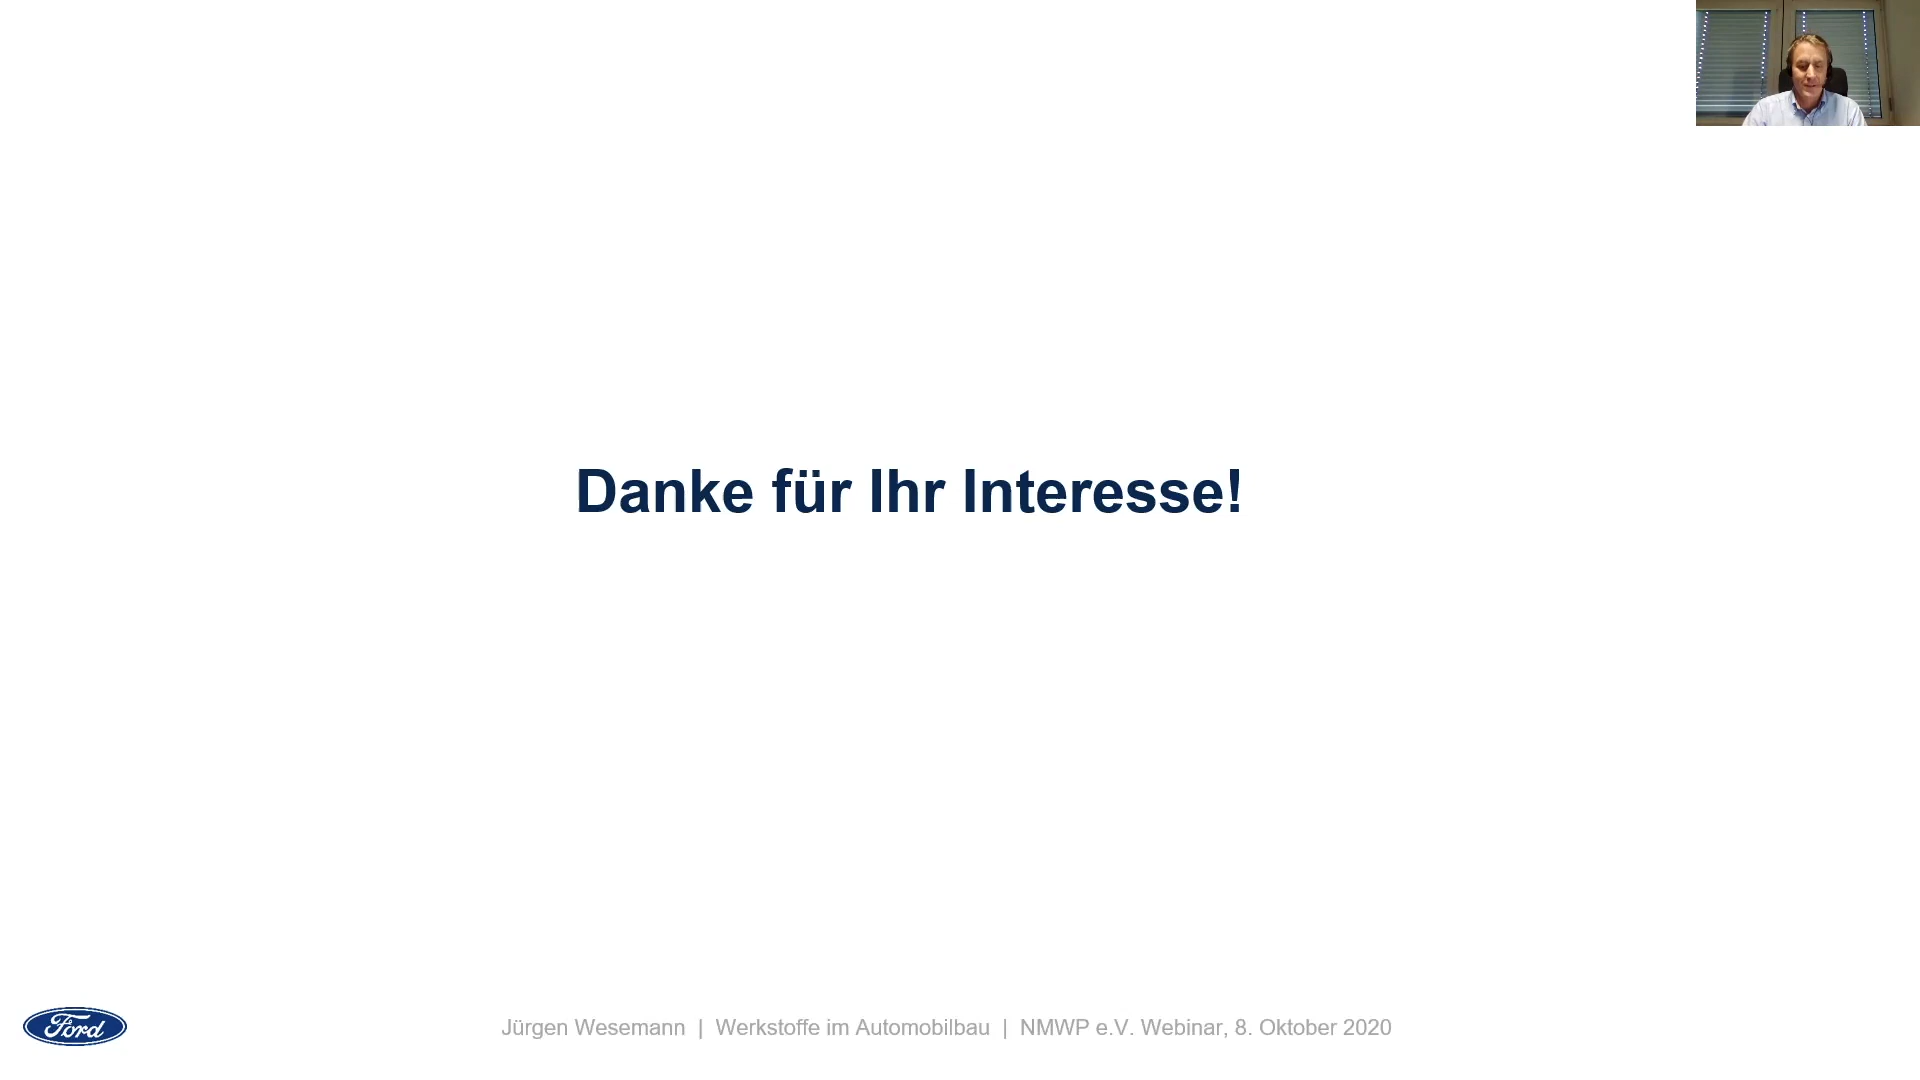 Danke für Ihr Interesse!
Ford
Jürgen Wesemann | Werkstoffe im Automobilbau | NMWP e.V. Webinar, 8. Oktober 2020